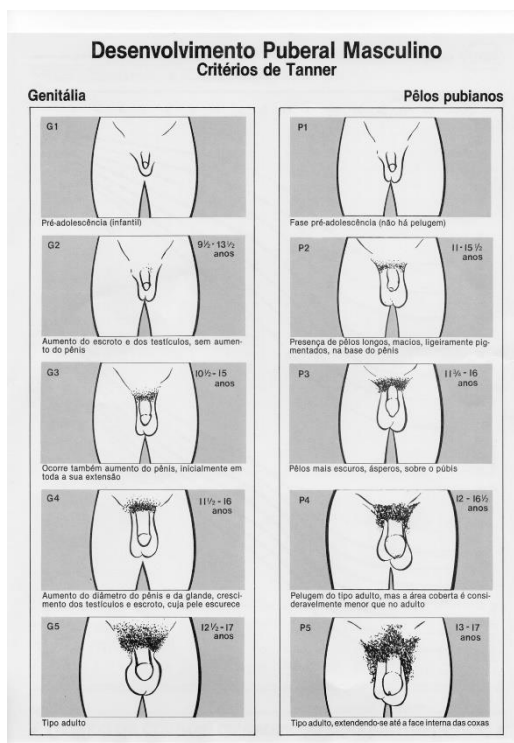 Desenvolvimento Puberal Masculino
Critérios de Tanner
Genitália
G1
Pré-adolescência (infantil)
G2
9½ - 13½
anos
Aumento do escroto e dos testículos, sem aumen-
to do pênis
G3
10½ - 15
anos
Ocorre também aumento do pênis, inicialmente em
toda a sua extensão
G4
11½ - 16
anos
Aumento do diâmetro do pênis e da glande, cresci-
mento dos testículos e escroto, cuja pele escurece
G5
12½ - 17
anos
Tipo adulto
Pêlos pubianos
P1
Fase pré-adolescência (não há pelugem)
P2
11 - 15½
anos
Presença de pêlos longos, macios, ligeiramente pig-
mentados, na base do pênis
P3
11¾ - 16
anos
Pêlos mais escuros, ásperos, sobre o púbis
P4
12 - 16½
anos
Pelugem do tipo adulto, mas a área coberta é consi-
deravelmente menor que no adulto
P5
13 - 17
anos
Tipo adulto, extendendo-se até a face interna das coxas